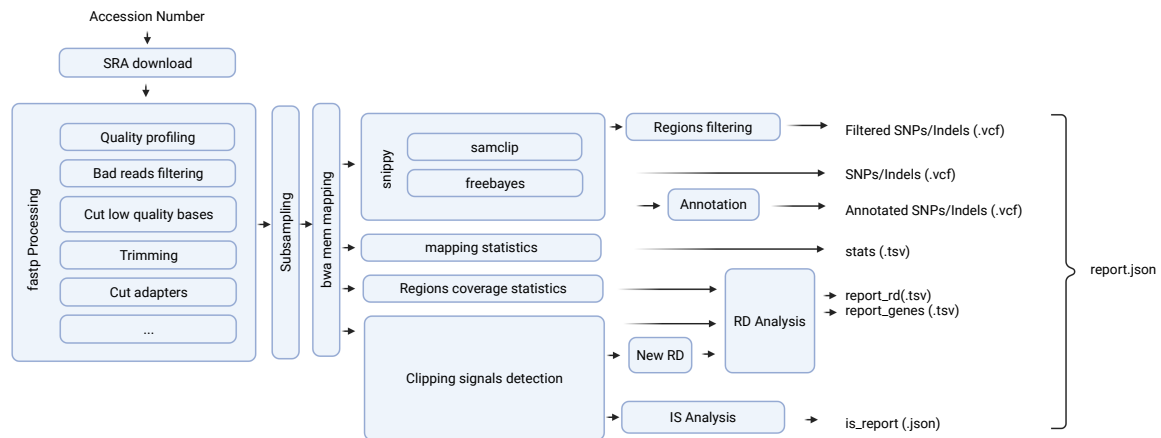 Accession Number
SRA download
fastp Processing
Quality profiling
Bad reads filtering
Cut low quality bases
Trimming
Cut adapters
...
Subsampling
bwa mem mapping
snippy
samclip
freebayes
Regions filtering
Filtered SNPs/Indels (.vcf)
SNPs/Indels (.vcf)
Annotation
Annotated SNPs/Indels (.vcf)
mapping statistics
stats (.tsv)
Regions coverage statistics
RD Analysis
report_rd(.tsv)
report_genes (.tsv)
Clipping signals detection
New RD
IS Analysis
is_report (.json)
report.json